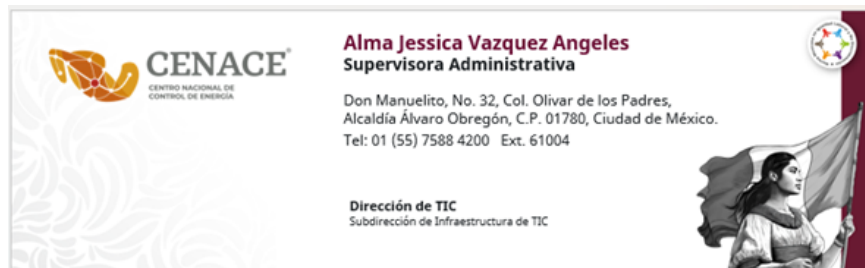 CENACE®
CENTRO NACIONAL DE
CONTROL DE ENERGÍA
Alma Jessica Vazquez Angeles
Supervisora Administrativa
Don Manuelito, No. 32, Col. Olivar de los Padres,
Alcaldía Álvaro Obregón, C.P. 01780, Ciudad de México.
Tel: 01 (55) 7588 4200 Ext. 61004
Dirección de TIC
Subdirección de Infraestructura de TIC